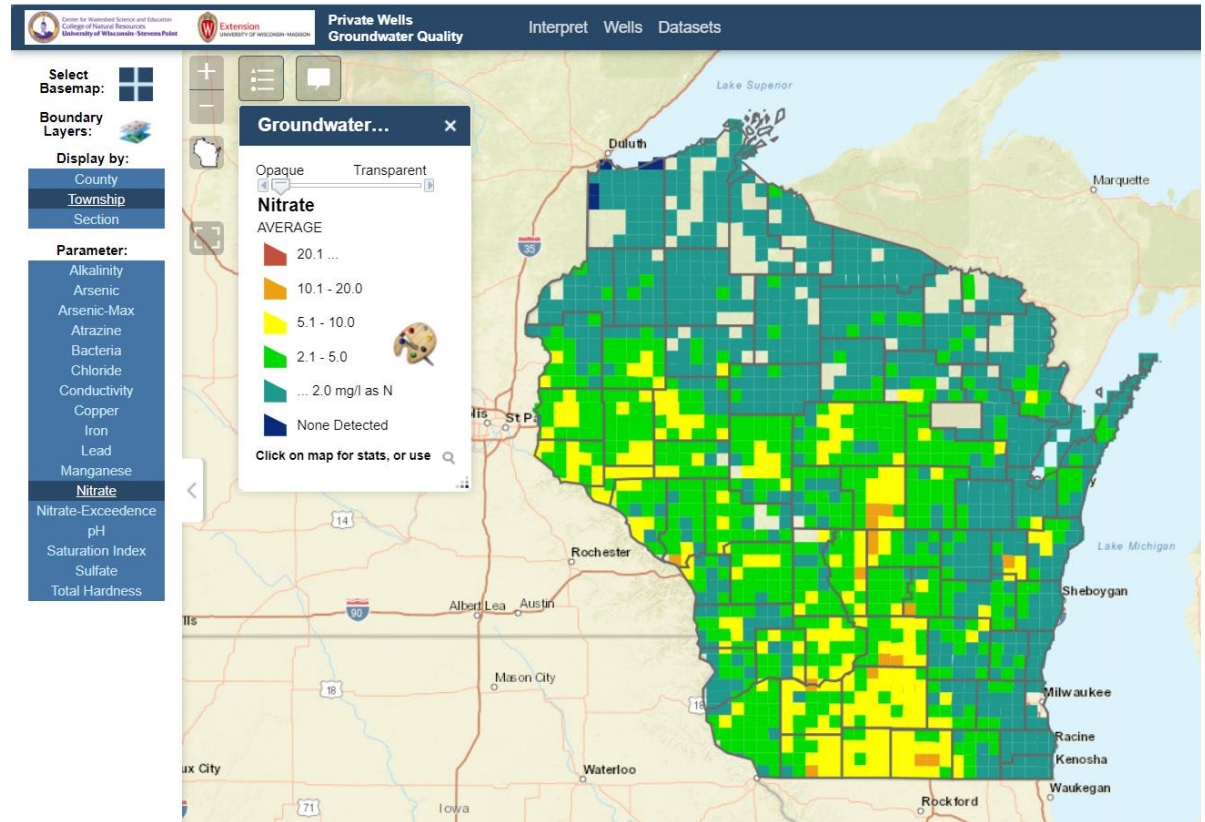 Center for Watershed Science and Education
College of Natural Resources
University of Wisconsin-Stevens Point
Extension
UNIVERSITY OF WISCONSIN-MADISON
Private Wells
Groundwater Quality
Interpret Wells Datasets
Select
Basemap:
Boundary
Layers:
Display by:
County
Township
Section
Parameter:
Alkalinity
Arsenic
Arsenic-Max
Atrazine
Bacteria
Chloride
Conductivity
Copper
Iron
Lead
Manganese
Nitrate
Nitrate-Exceedence
pH
Saturation Index
Sulfate
Total Hardness
+
−
Groundwater... ×
Opaque Transparent
Nitrate
AVERAGE
20.1 ...
10.1 - 20.0
5.1 - 10.0
2.1 - 5.0
... 2.0 mg/l as N
None Detected
Click on map for stats, or use
Lake Superior
Duluth
Marquette
35
lis St P
y
14
Rochester
Lake Michigan
Sheboygan
Albert Lea Austin
90
lls
Mason City
18
18
Milwaukee
Racine
Kenosha
ux City
Waterloo
Waukegan
Rockford
71
Iowa